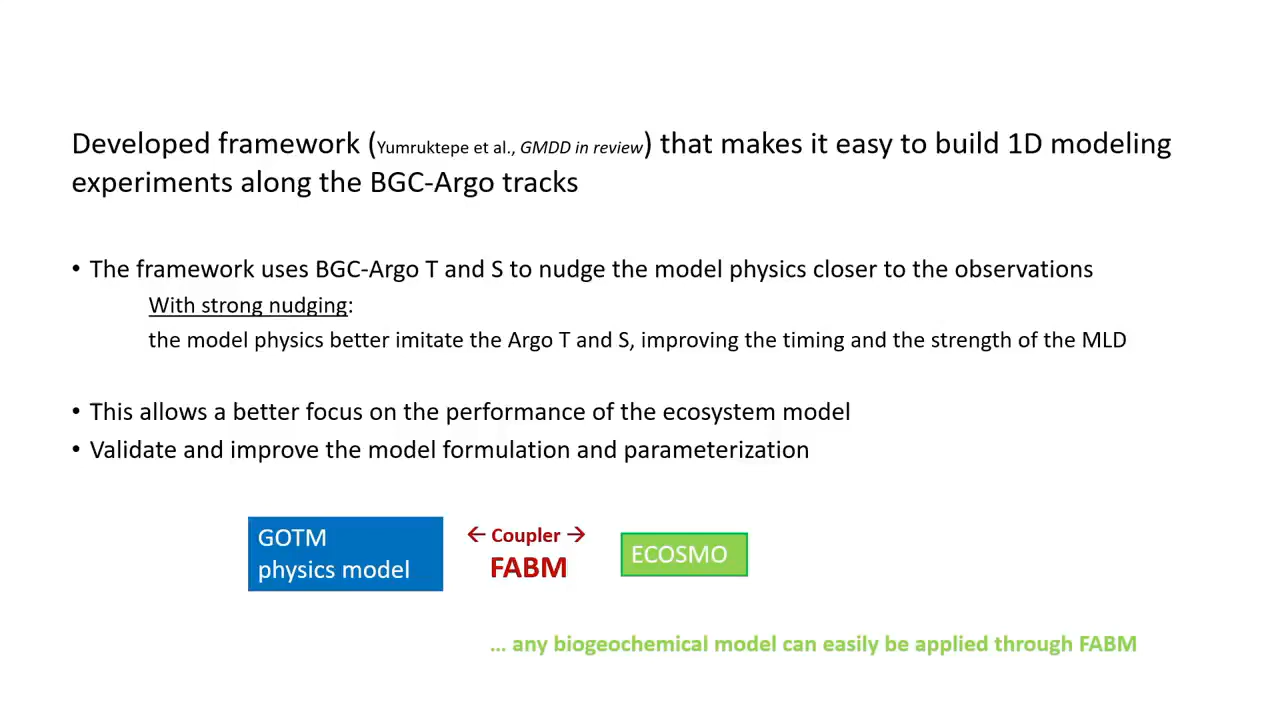 Developed framework (Yumruktepe et al., GMDD in review) that makes it easy to build 1D modeling
experiments along the BGC-Argo tracks
• The framework uses BGC-Argo T and S to nudge the model physics closer to the observations
With strong nudging:
the model physics better imitate the Argo T and S, improving the timing and the strength of the MLD
• This allows a better focus on the performance of the ecosystem model
• Validate and improve the model formulation and parameterization
GOTM
physics model
← Coupler →
FABM
ECOSMO
... any biogeochemical model can easily be applied through FABM